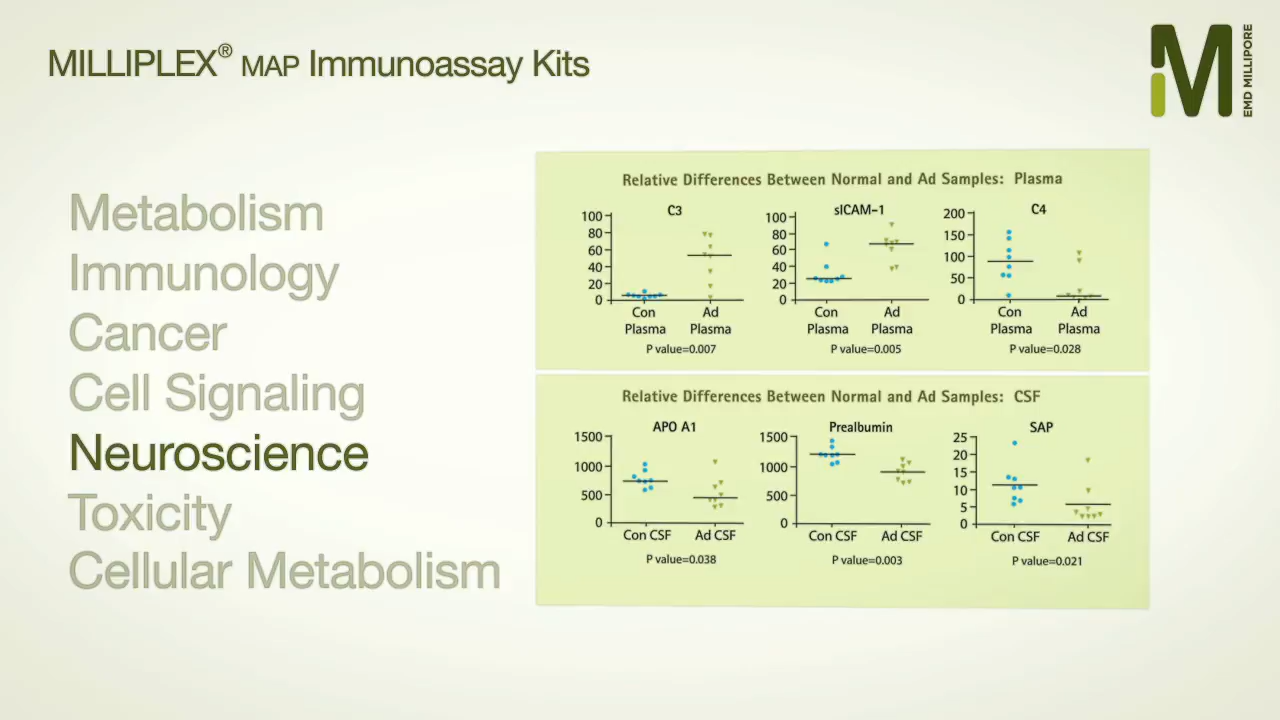 MILLIPLEX® MAP Immunoassay Kits
EMD MILLIPORE
Metabolism
Immunology
Cancer
Cell Signaling
Neuroscience
Toxicity
Cellular Metabolism
Relative Differences Between Normal and Ad Samples: Plasma
C3
100
80
60
40
20
0
Con Plasma
Ad Plasma
P value=0.007
sICAM-1
100
80
60
40
20
0
Con Plasma
Ad Plasma
P value=0.005
C4
200
150
100
50
0
Con Plasma
Ad Plasma
P value=0.028
Relative Differences Between Normal and Ad Samples: CSF
APO A1
1500
1000
500
0
Con CSF
Ad CSF
P value=0.038
Prealbumin
1500
1000
500
0
Con CSF
Ad CSF
P value=0.003
SAP
25
20
15
10
5
0
Con CSF
Ad CSF
P value=0.021